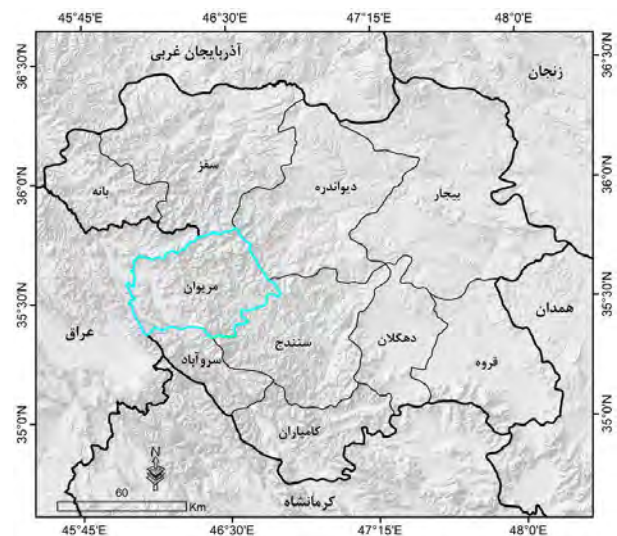 45°45' 46°30' 47°15' 48°0'
36°30'N 36°30'N
آذربایجان غربی
زنجان
سقز
36°0'N 36°0'N
بانه
دیواندره
بیجار
مریوان
35°30'N 35°30'N
همدان
عراق
سنندج
دهگلان
سروآباد
قروه
35°0'N 35°0'N
کامیاران
N
60
Km
کرمانشاه
45°45' 46°30' 47°15' 48°0'